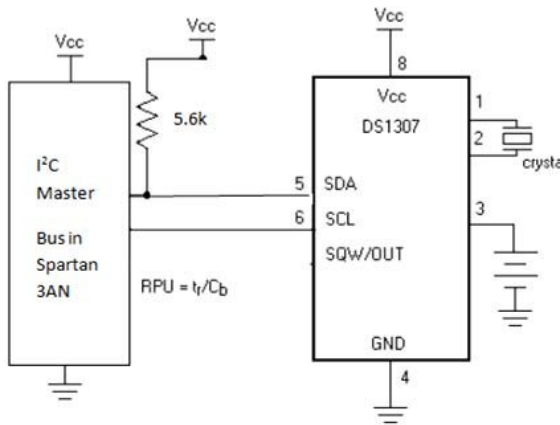 Vcc
Vcc
Vcc
5.6k
I²C
Master
Bus in
Spartan
3AN
RPU = tr/Cb
8
Vcc
DS1307
1
2
crysta
5
SDA
6
SCL
3
SQW/OUT
GND
4